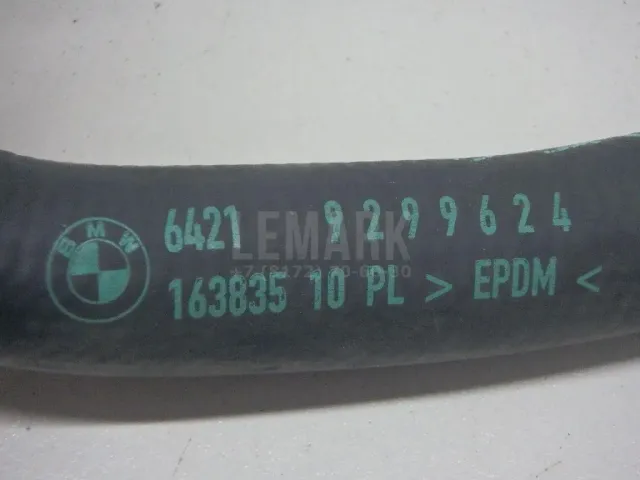 BMW
6421 9299624
LEMARK
163835 10 PL > EPDM <